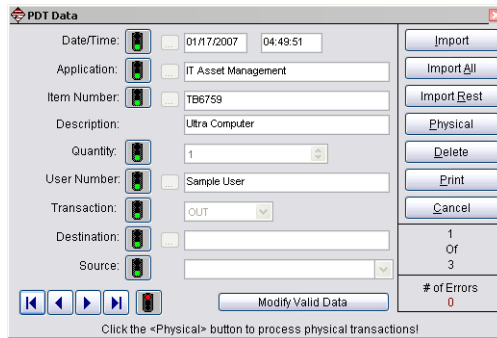 PDT Data
Date/Time: 01/17/2007 04:49:51
Application: IT Asset Management
Item Number: TB6759
Description: Ultra Computer
Quantity: 1
User Number: Sample User
Transaction: OUT
Destination:
Source:
Modify Valid Data
Click the <Physical> button to process physical transactions!
Import
Import All
Import Rest
Physical
Delete
Print
Cancel
1
Of
3
# of Errors
0